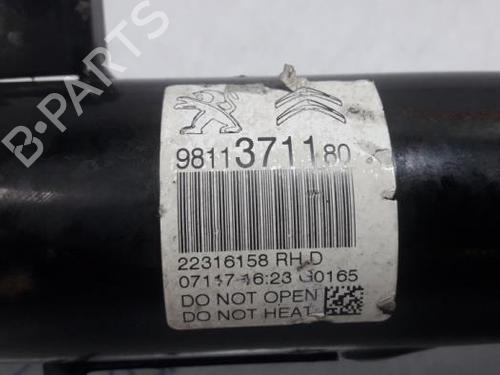 B-PARTS
9811371180
22316158 RH D
07117 16:23 G0165
DO NOT OPEN
DO NOT HEAT